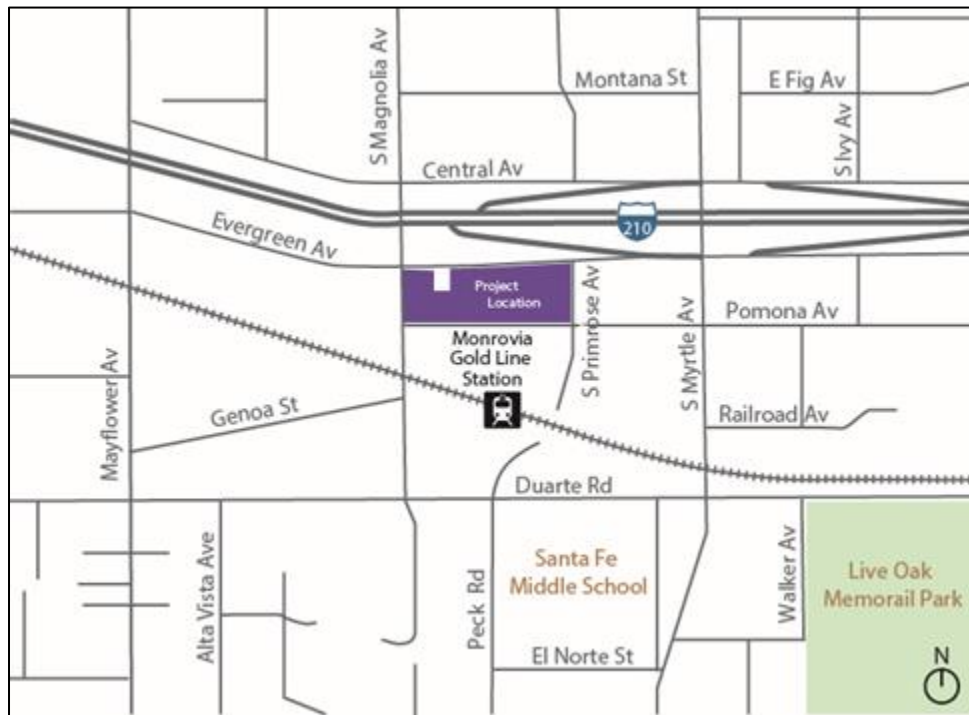 S Magnolia Av
Montana St
E Fig Av
S Ivy Av
Central Av
Evergreen Av
210
Project
Location
S Primrose Av
S Myrtle Av
Pomona Av
Monrovia
Gold Line
Station
Mayflower Av
Genoa St
Railroad Av
Duarte Rd
Alta Vista Ave
Peck Rd
Santa Fe
Middle School
Walker Av
Live Oak
Memorail Park
El Norte St
N